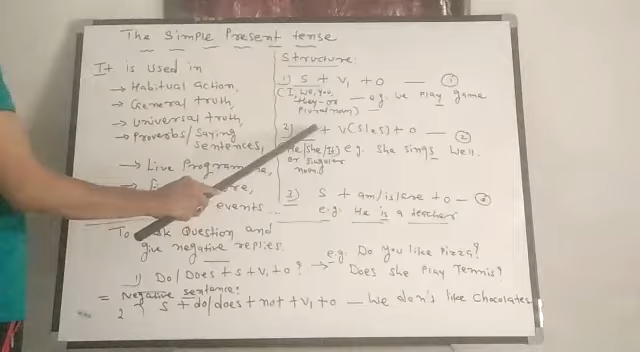 The Simple Present tense
It is used in
→ Habitual action,
→ General truth,
→ Universal truth,
→ Proverbs/Saying
sentences,
→ Live Programme,
events...
Structure:
1) S + V1 + O — 1
(I, we, you,
they - or
Plural noun) — e.g. we play game
2) + V(s/es) + O — 2
He/She/It) e.g. She sings well.
or Singular
noun
3) S + am/is/are + O —
e.g. He is a teacher
To Ask Question and
give negative replies.
1) Do/Does + S + V1 + O? →
e.g. Do you like Pizza?
Does she play Tennis?
= Negative sentence:
2 S + do/does + not + V1 + O — We don's like Chocolates